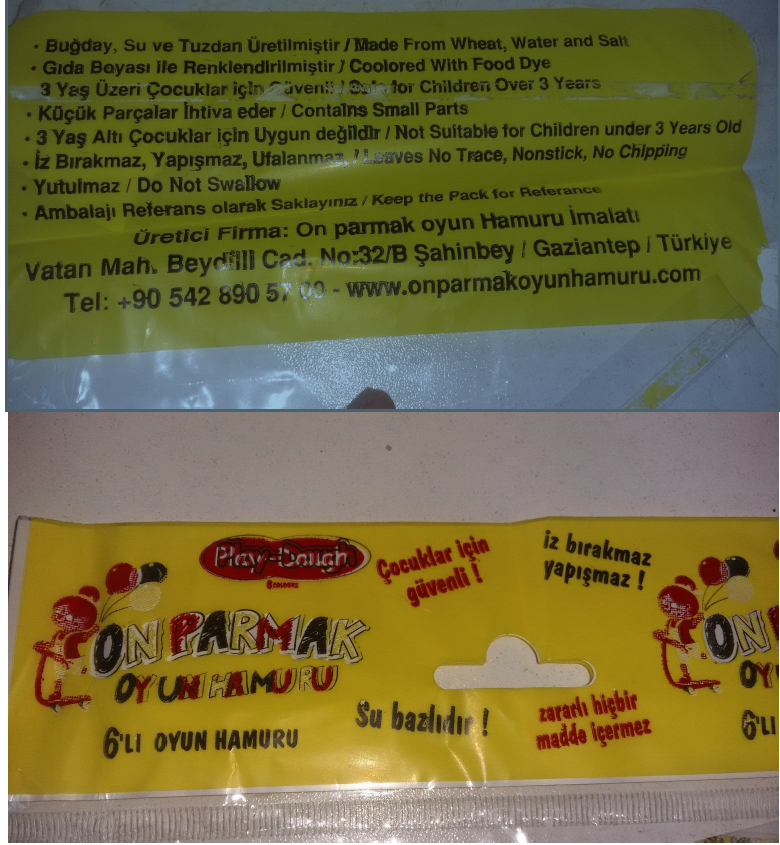 · Buğday, Su ve Tuzdan Üretilmiştir / Made From Wheat, Water and Salt
· Gıda Boyası ile Renklendirilmiştir / Coolored With Food Dye
3 Yaş Üzeri Çocuklar için Güvenli / Safe for Children Over 3 Years
· Küçük Parçalar İhtiva eder / Contains Small Parts
· 3 Yaş Altı Çocuklar için Uygun değildir / Not Suitable for Children under 3 Years Old
· İz Bırakmaz, Yapışmaz, Ufalanmaz, / Leaves No Trace, Nonstick, No Chipping
· Yutulmaz / Do Not Swallow
· Ambalajı Referans olarak Saklayınız / Keep the Pack for Referance
Üretici Firma: On parmak oyun Hamuru İmalatı
Vatan Mah. Cad. No:32/B Şahinbey / Gaziantep / Türkiye
Tel: +90 542 890 57 00 - www.onparmakoyunhamuru.com
Play-Dough
Çocuklar için
güvenli !
iz bırakmaz
yapışmaz !
ON PARMAK
OYUN HAMURU
6'LI OYUN HAMURU
Su bazlıdır !
zararlı hiçbir
madde içermez
ON
OY
6'LI